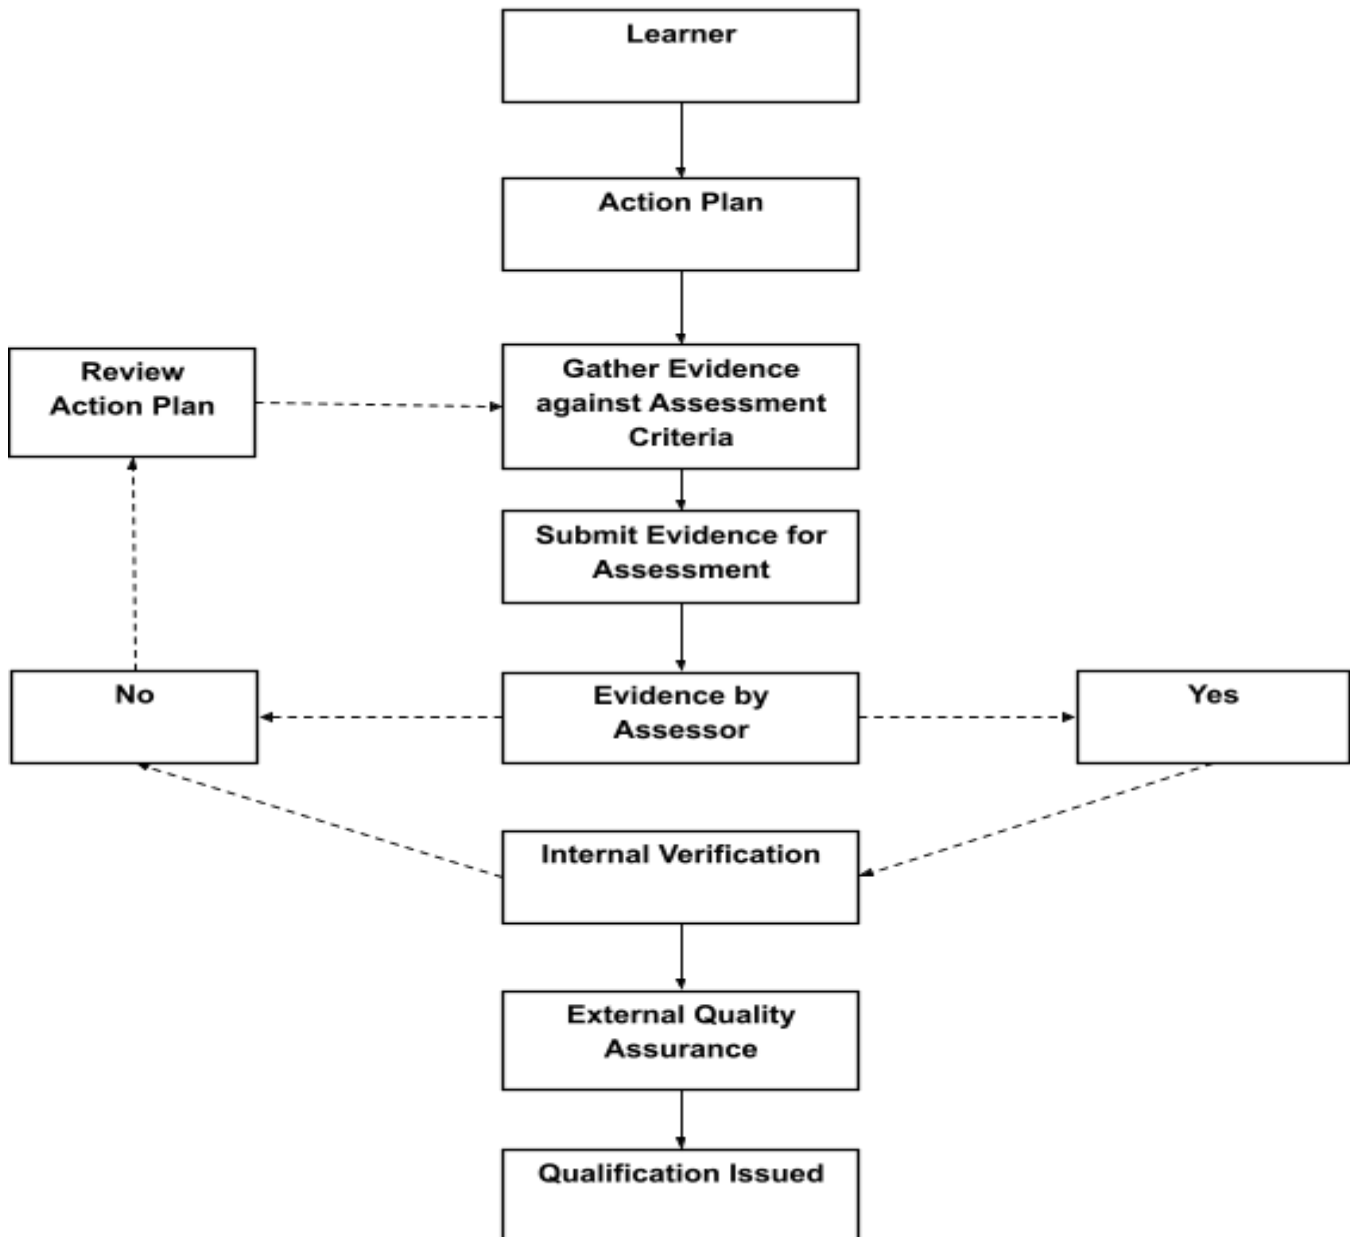 Learner
Action Plan
Review
Action Plan
Gather Evidence
against Assessment
Criteria
Submit Evidence for
Assessment
No
Evidence by
Assessor
Yes
Internal Verification
External Quality
Assurance
Qualification Issued